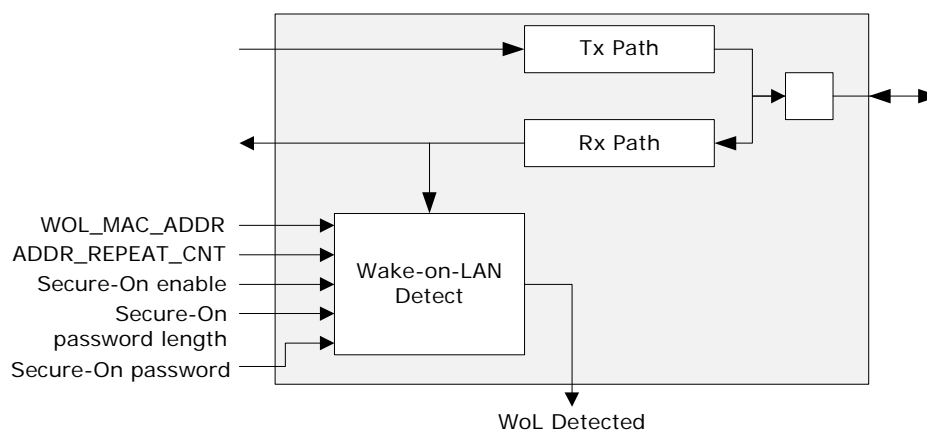 Tx Path
Rx Path
WOL_MAC_ADDR
ADDR_REPEAT_CNT
Secure-On enable
Secure-On
password length
Secure-On password
Wake-on-LAN
Detect
WoL Detected